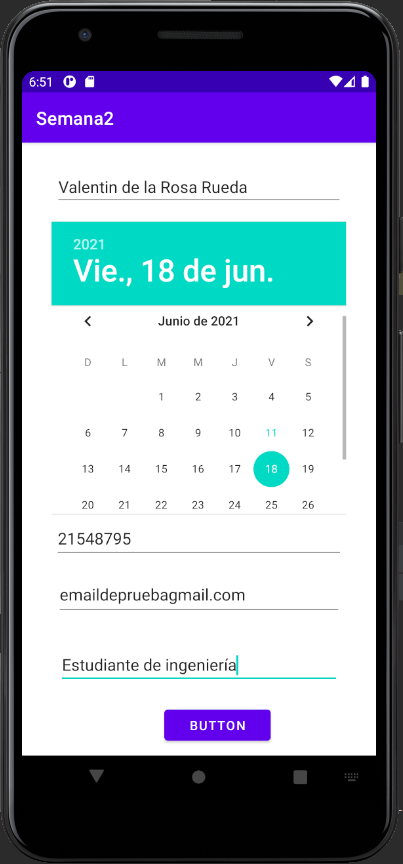 6:51
Semana2
Valentin de la Rosa Rueda
2021
Vie., 18 de jun.
Junio de 2021
D L M M J V S
1 2 3 4 5
6 7 8 9 10 11 12
13 14 15 16 17 18 19
20 21 22 23 24 25 26
21548795
emaildepruebagmail.com
Estudiante de ingeniería
BUTTON